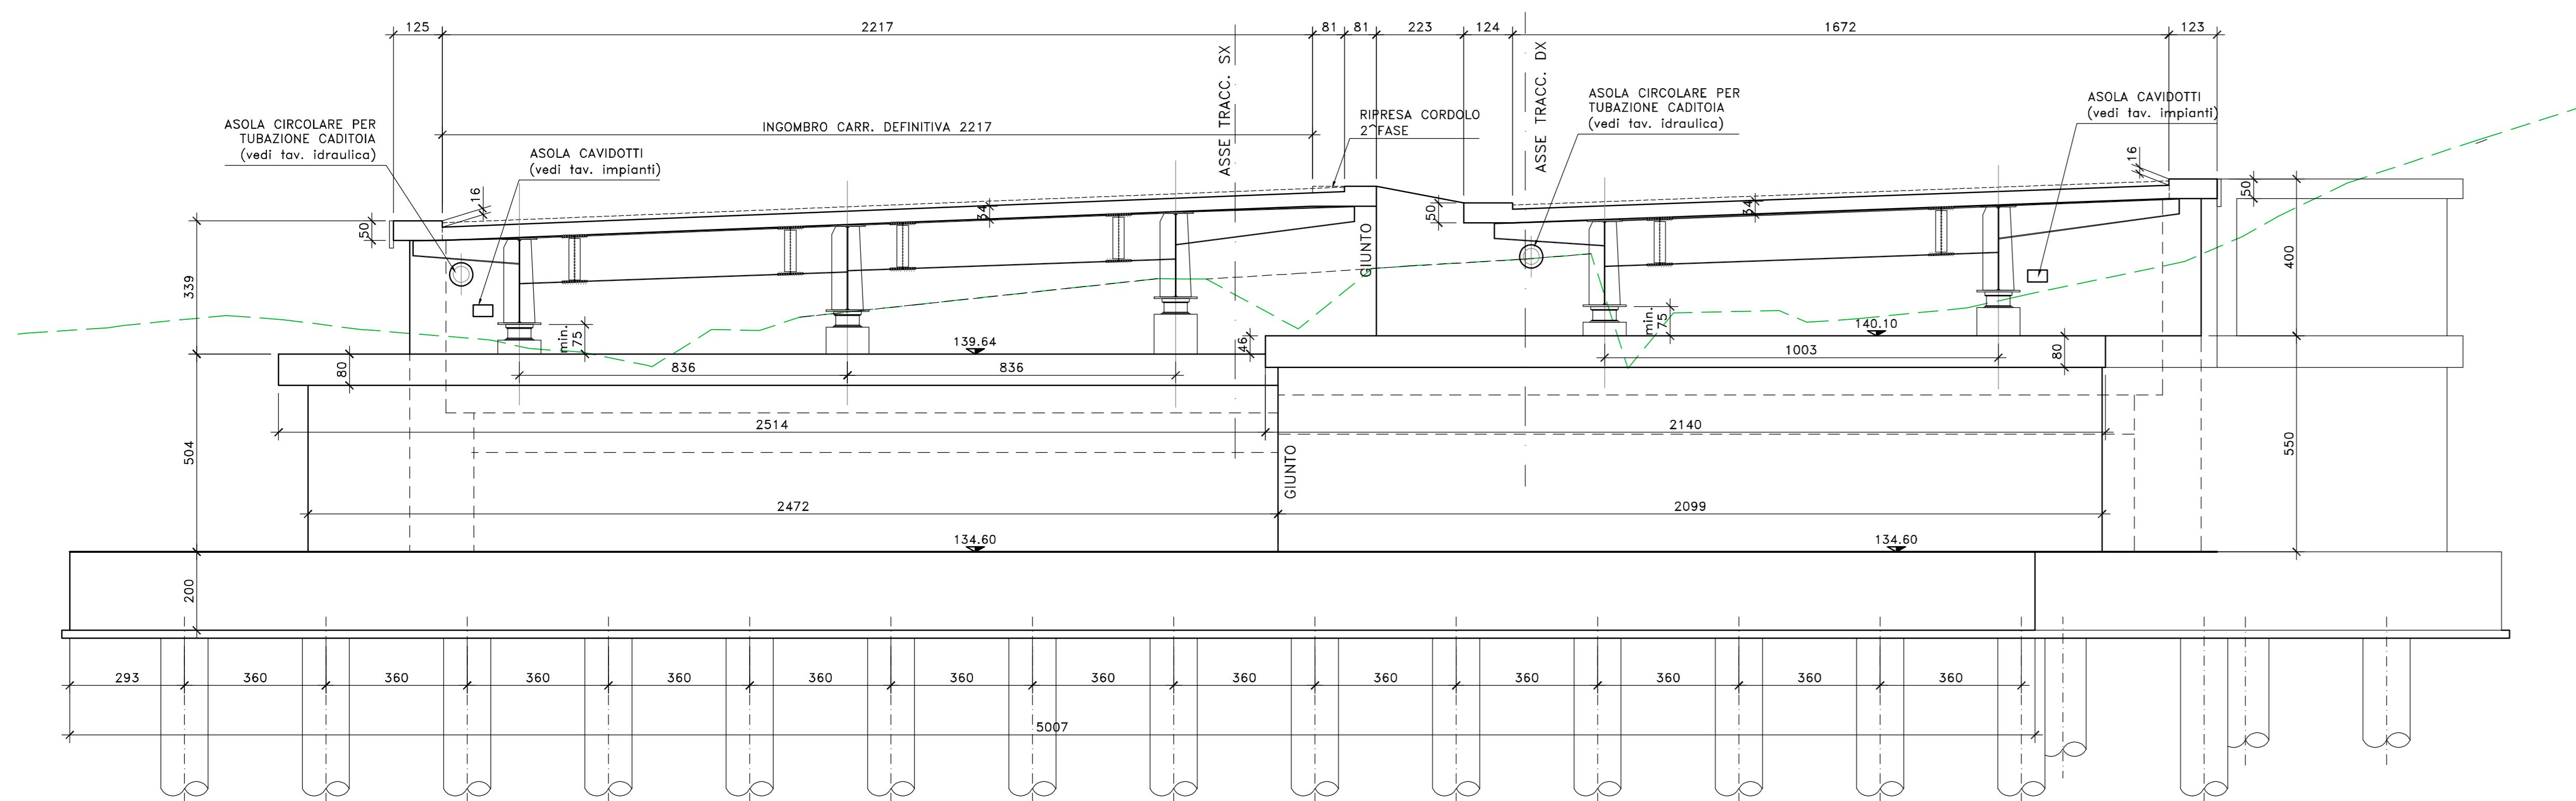 125
2217
81
81
223
124
1672
123
ASSE TRACC. SX
ASSE TRACC. DX
ASOLA CIRCOLARE PER
TUBAZIONE CADITOIA
(vedi tav. idraulica)
ASOLA CAVIDOTTI
(vedi tav. impianti)
INGOMBRO CARR. DEFINITIVA 2217
RIPRESA CORDOLO
2^FASE
ASOLA CIRCOLARE PER
TUBAZIONE CADITOIA
(vedi tav. idraulica)
ASOLA CAVIDOTTI
(vedi tav. impianti)
16
16
50
34
50
34
50
GIUNTO
339
400
min.
75
min.
75
139.64
46
140.10
80
836
836
1003
80
2514
2140
504
GIUNTO
550
2472
2099
134.60
134.60
200
293
360
360
360
360
360
360
360
360
360
360
360
360
360
5007